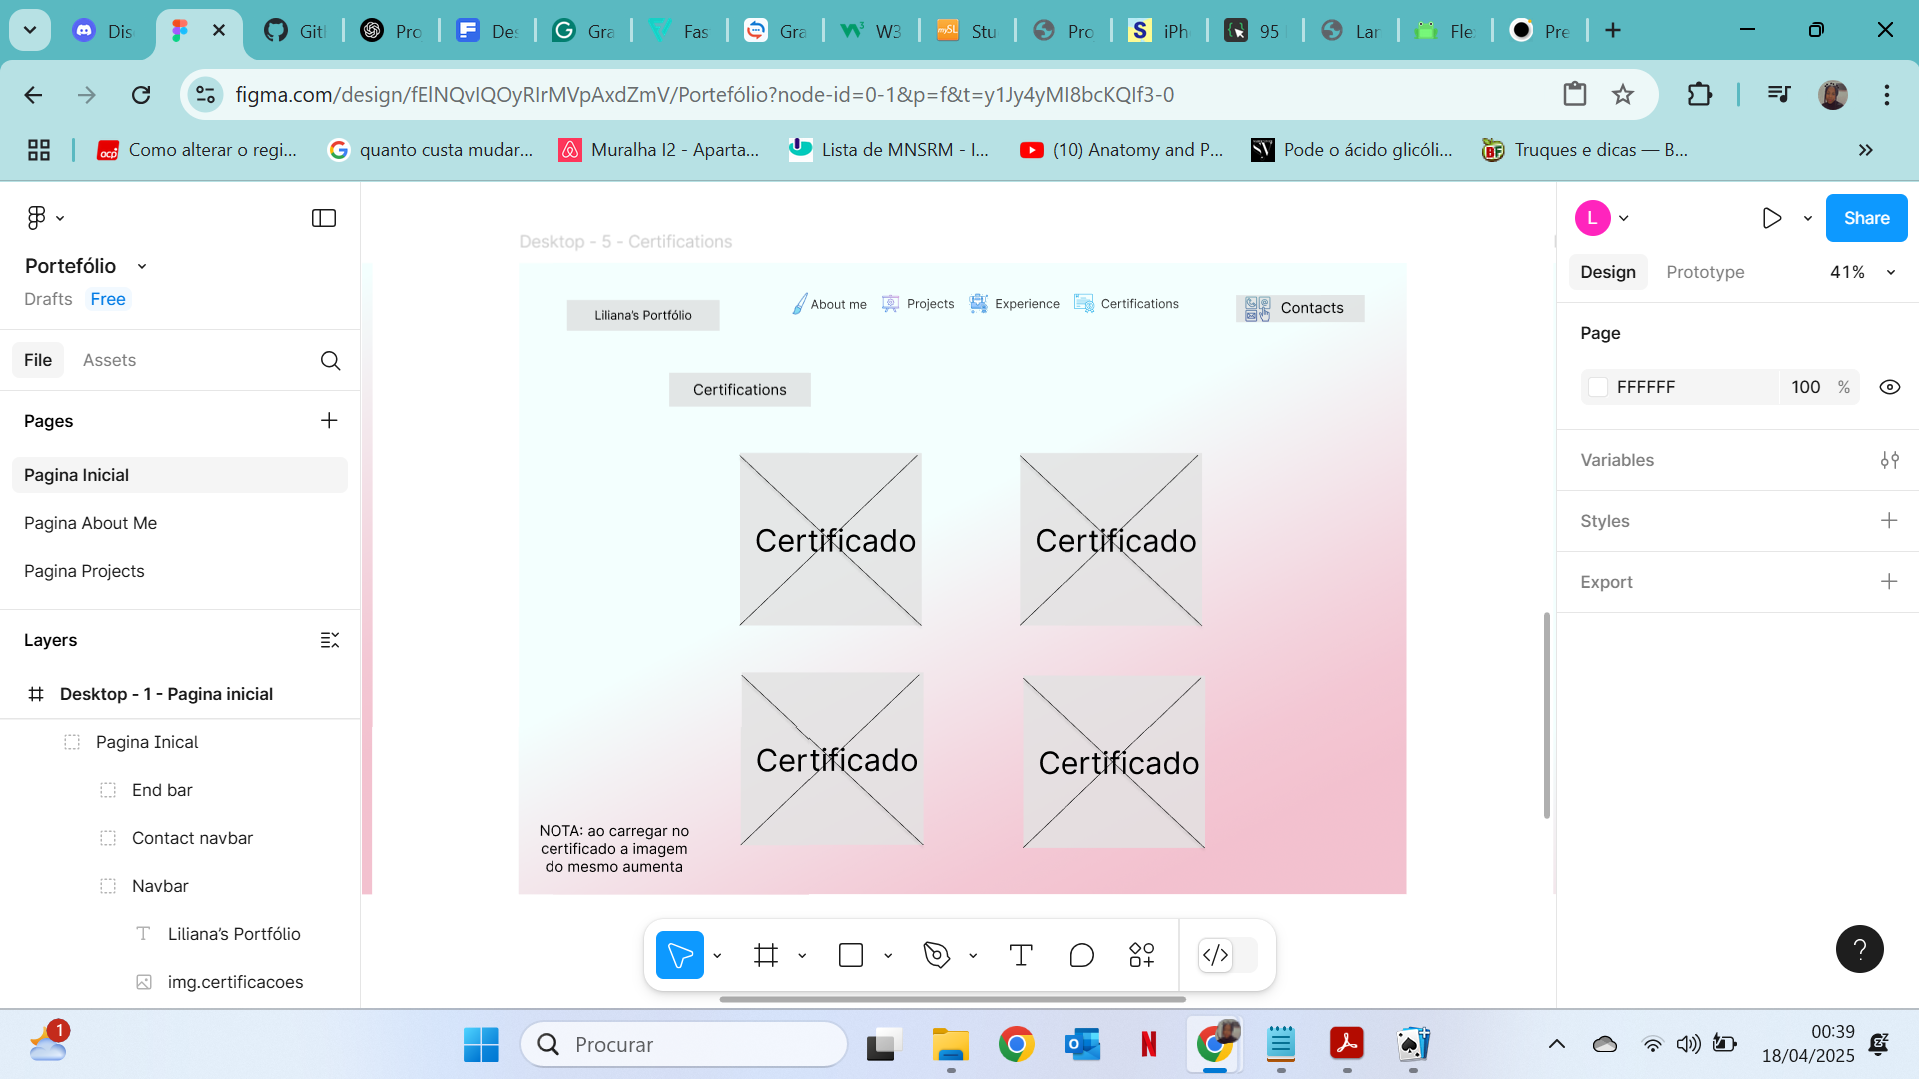 Dis
Git
Pro
Des
Gra
Fas
Gra
W3
Stu
Pro
iPh
95
Lar
Fle
Pre
figma.com/design/fElNQvlQOyRIrMVpAxdZmV/Portefólio?node-id=0-1&p=f&t=y1Jy4yMI8bcKQIf3-0
Como alterar o regi...
quanto custa mudar...
Muralha I2 - Aparta...
Lista de MNSRM - I...
(10) Anatomy and P...
Pode o ácido glicóli...
Truques e dicas — B...
Portefólio
Drafts Free
File Assets
Pages
Pagina Inicial
Pagina About Me
Pagina Projects
Layers
Desktop - 1 - Pagina inicial
Pagina Inical
End bar
Contact navbar
Navbar
Liliana's Portfólio
img.certificacoes
Desktop - 5 - Certifications
Liliana's Portfólio
About me
Projects
Experience
Certifications
Contacts
Certifications
Certificado
Certificado
Certificado
Certificado
NOTA: ao carregar no
certificado a imagem
do mesmo aumenta
L
Share
Design Prototype 41%
Page
FFFFFF 100 %
Variables
Styles
Export
?
1
Procurar
00:39
18/04/2025